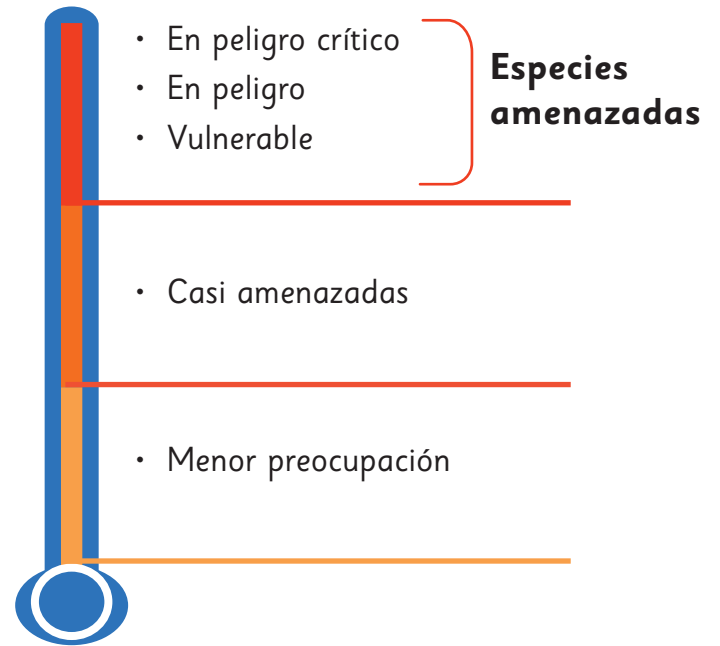 • En peligro crítico
• En peligro
• Vulnerable
Especies
amenazadas
• Casi amenazadas
• Menor preocupación